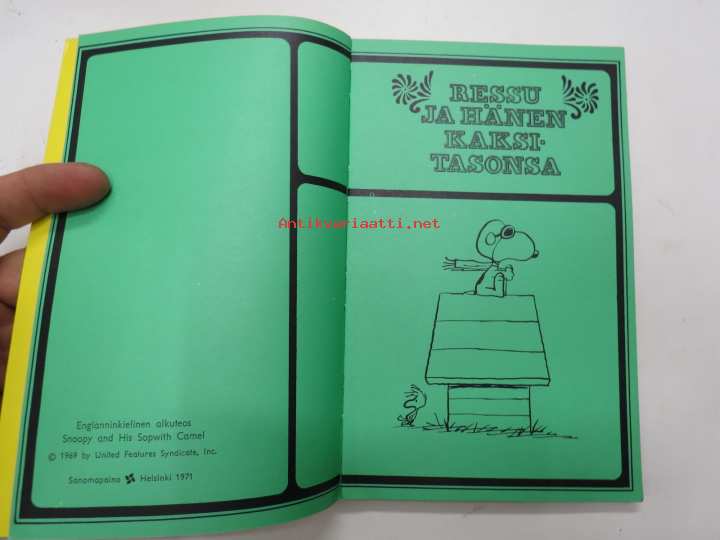 Englanninkielinen alkuteos
Snoopy and His Sopwith Camel
© 1969 by United Features Syndicate, Inc.
Sanomapaino Helsinki 1971
RESSU
JA HÄNEN
KAKSI-
TASONSA
Antikvariaatti.net